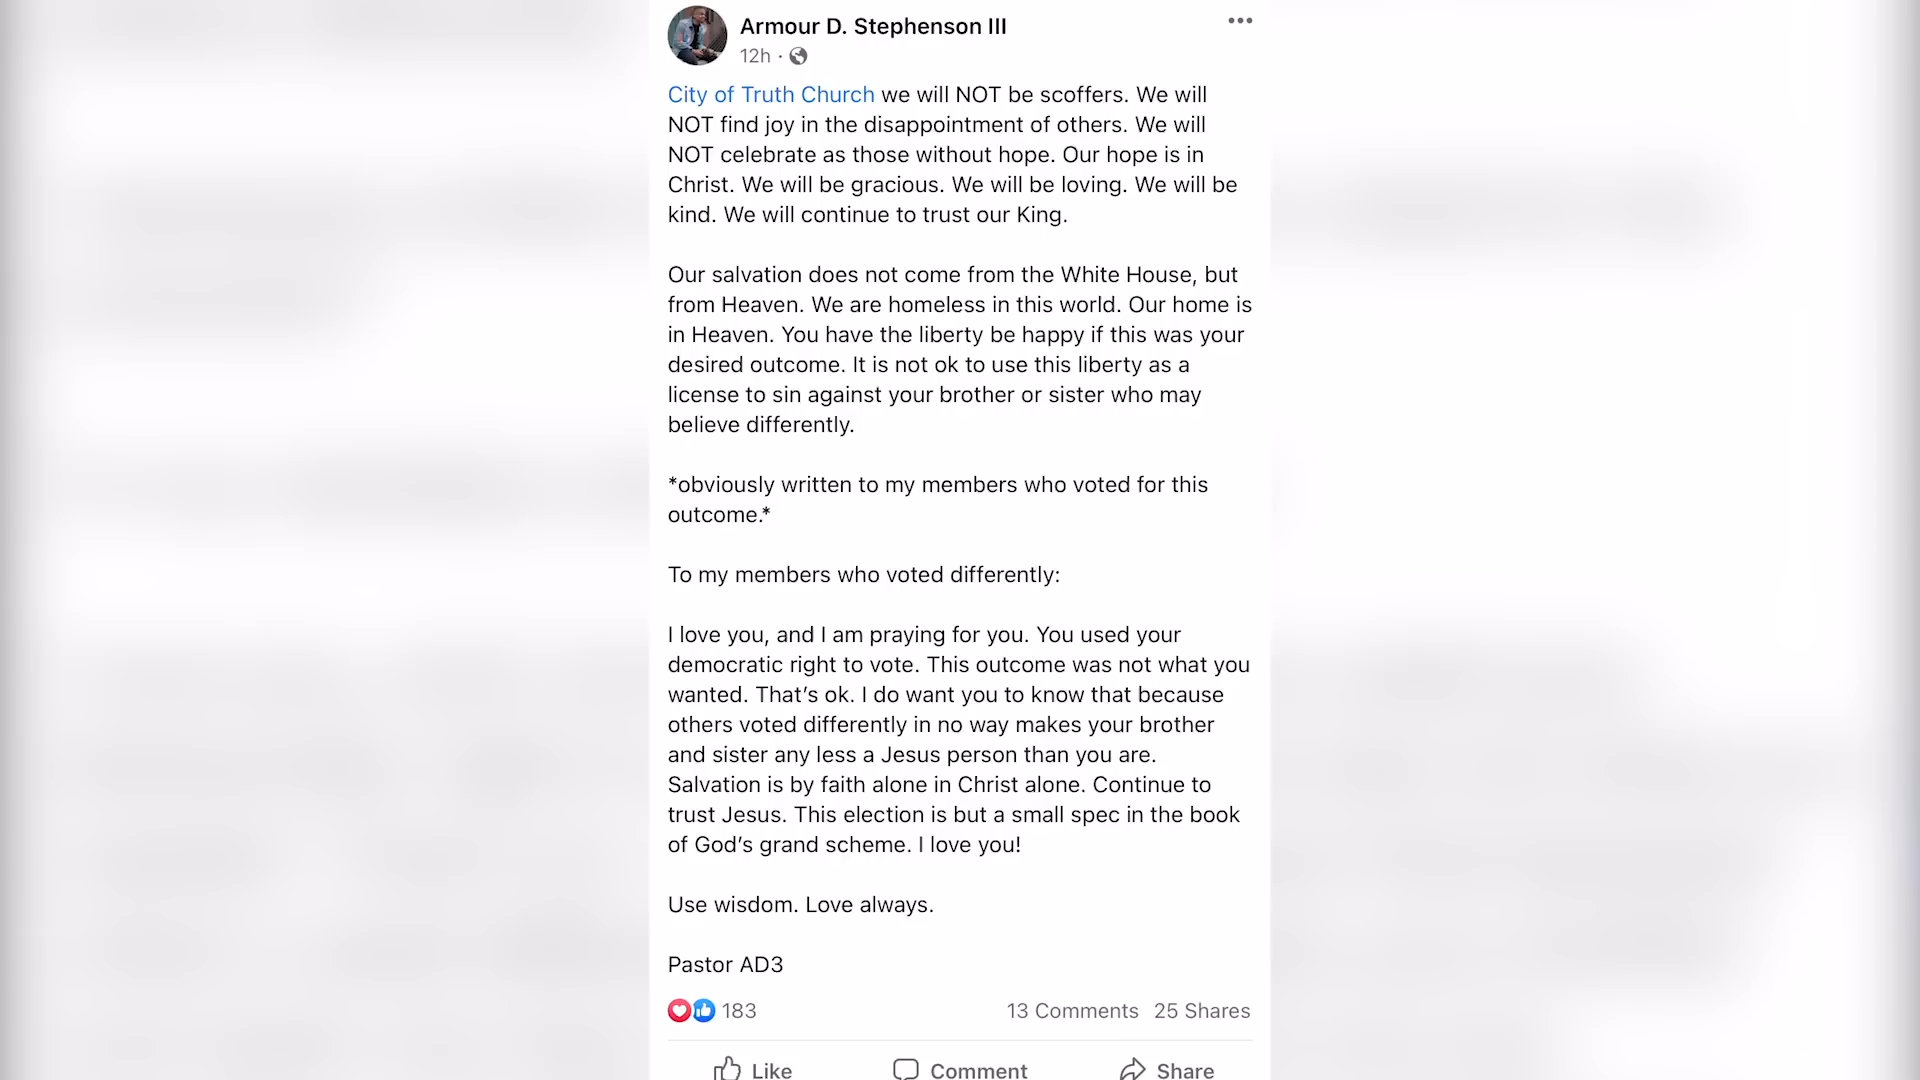 Armour D. Stephenson III
12h ·
City of Truth Church we will NOT be scoffers. We will
NOT find joy in the disappointment of others. We will
NOT celebrate as those without hope. Our hope is in
Christ. We will be gracious. We will be loving. We will be
kind. We will continue to trust our King.
Our salvation does not come from the White House, but
from Heaven. We are homeless in this world. Our home is
in Heaven. You have the liberty be happy if this was your
desired outcome. It is not ok to use this liberty as a
license to sin against your brother or sister who may
believe differently.
*obviously written to my members who voted for this
outcome.*
To my members who voted differently:
I love you, and I am praying for you. You used your
democratic right to vote. This outcome was not what you
wanted. That’s ok. I do want you to know that because
others voted differently in no way makes your brother
and sister any less a Jesus person than you are.
Salvation is by faith alone in Christ alone. Continue to
trust Jesus. This election is but a small spec in the book
of God’s grand scheme. I love you!
Use wisdom. Love always.
Pastor AD3
183 13 Comments 25 Shares
Like Comment Share